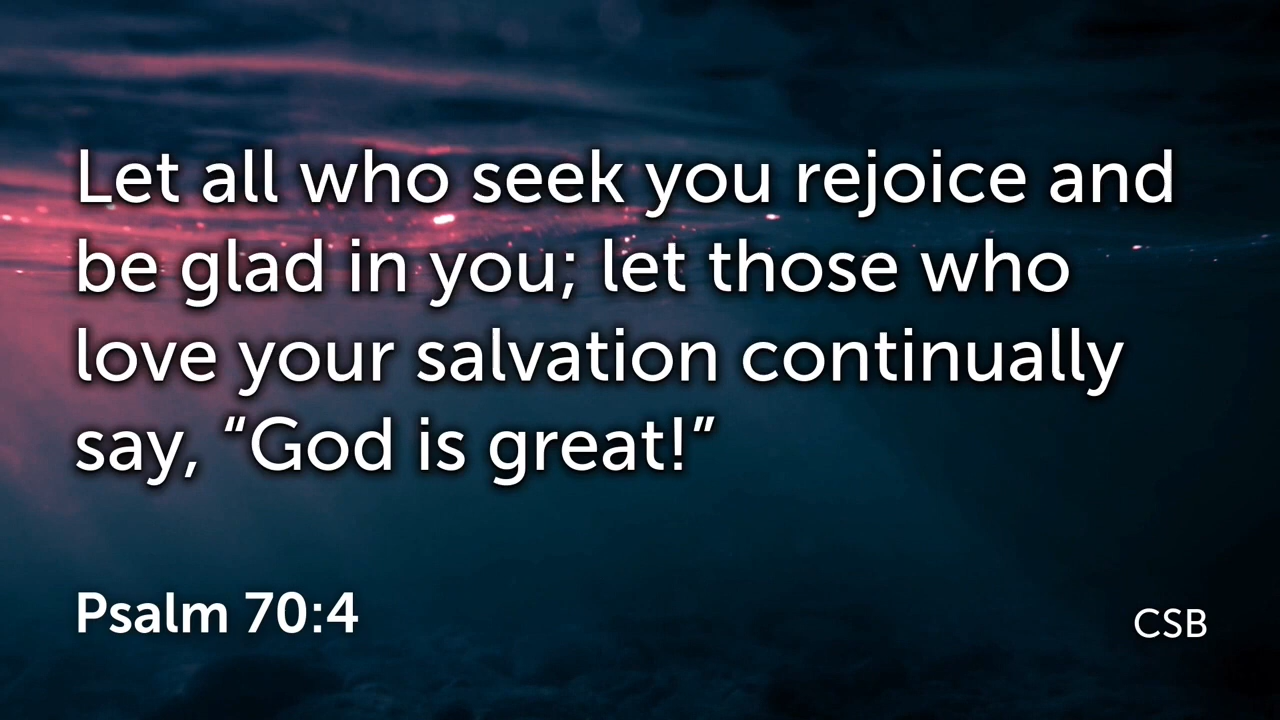 Let all who seek you rejoice and
be glad in you; let those who
love your salvation continually
say, “God is great!”
Psalm 70:4
CSB